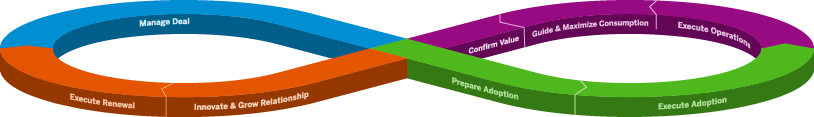 Manage Deal
Confirm Value
Guide & Maximize Consumption
Execute Operations
Execute Renewal
Innovate & Grow Relationship
Prepare Adoption
Execute Adoption